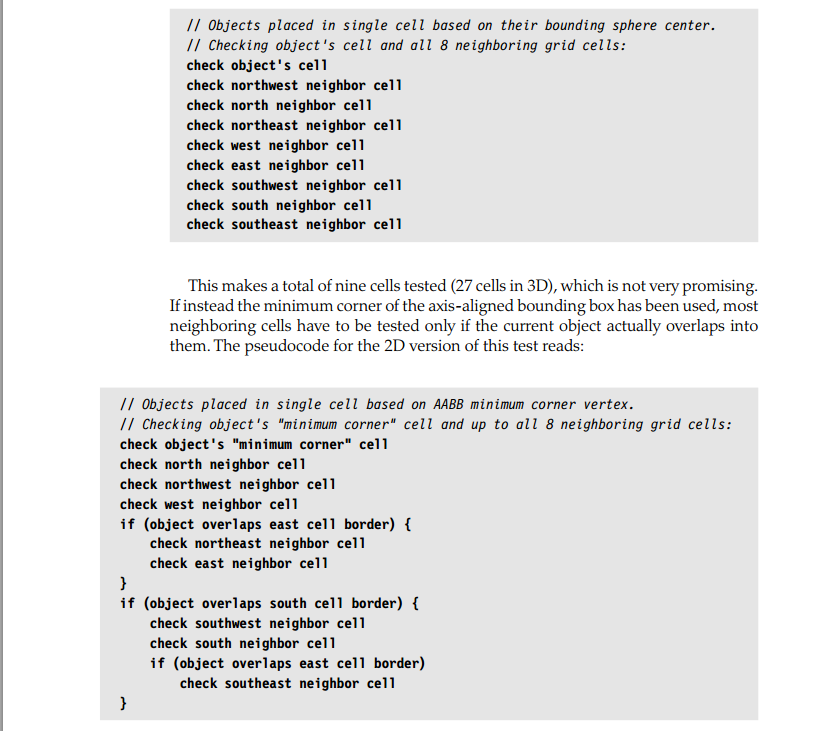 // Objects placed in single cell based on their bounding sphere center.
// Checking object's cell and all 8 neighboring grid cells:
check object's cell
check northwest neighbor cell
check north neighbor cell
check northeast neighbor cell
check west neighbor cell
check east neighbor cell
check southwest neighbor cell
check south neighbor cell
check southeast neighbor cell
This makes a total of nine cells tested (27 cells in 3D), which is not very promising.
If instead the minimum corner of the axis-aligned bounding box has been used, most
neighboring cells have to be tested only if the current object actually overlaps into
them. The pseudocode for the 2D version of this test reads:
// Objects placed in single cell based on AABB minimum corner vertex.
// Checking object's "minimum corner" cell and up to all 8 neighboring grid cells:
check object's "minimum corner" cell
check north neighbor cell
check northwest neighbor cell
check west neighbor cell
if (object overlaps east cell border) {
    check northeast neighbor cell
    check east neighbor cell
}
if (object overlaps south cell border) {
    check southwest neighbor cell
    check south neighbor cell
    if (object overlaps east cell border)
        check southeast neighbor cell
}